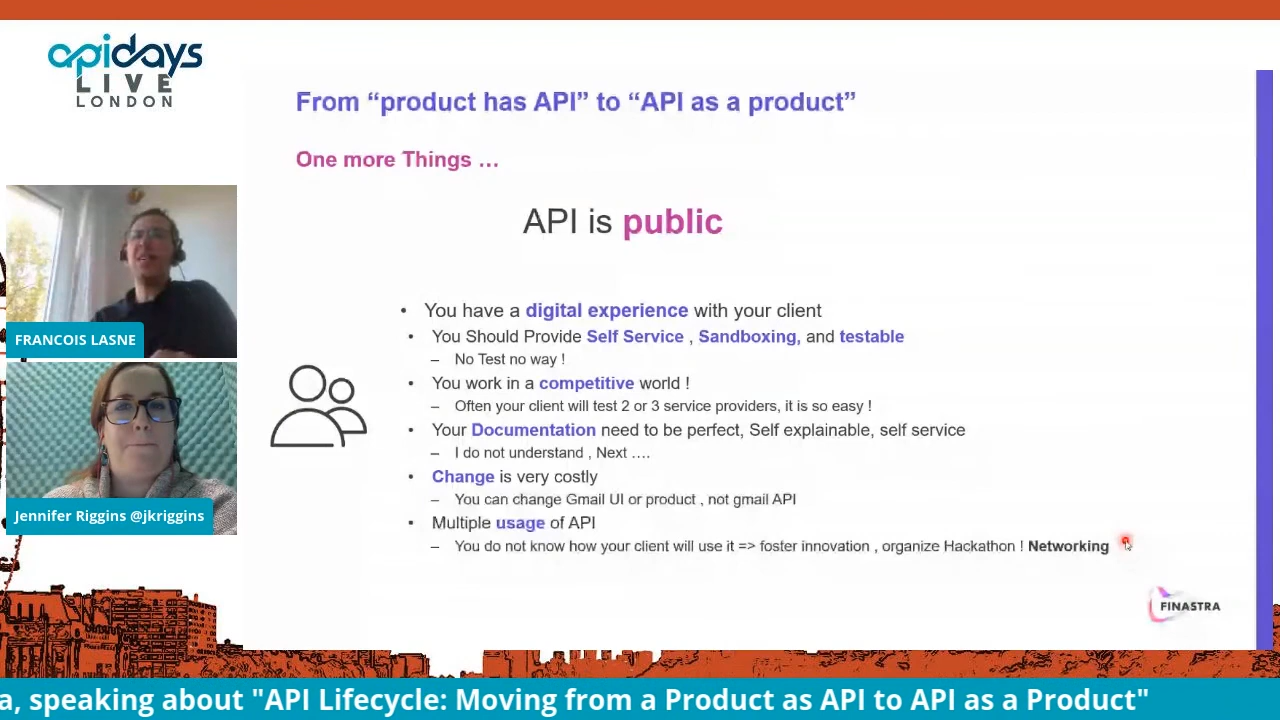 apidays
LIVE
LONDON
From “product has API” to “API as a product”
One more Things …
API is public
• You have a digital experience with your client
• You Should Provide Self Service , Sandboxing, and testable
– No Test no way !
• You work in a competitive world !
– Often your client will test 2 or 3 service providers, it is so easy !
• Your Documentation need to be perfect, Self explainable, self service
– I do not understand , Next ….
• Change is very costly
– You can change Gmail UI or product , not gmail API
• Multiple usage of API
– You do not know how your client will use it => foster innovation , organize Hackathon ! Networking
FRANCOIS LASNE
Jennifer Riggins @jkriggins
FINASTRA
a, speaking about "API Lifecycle: Moving from a Product as API to API as a Product"